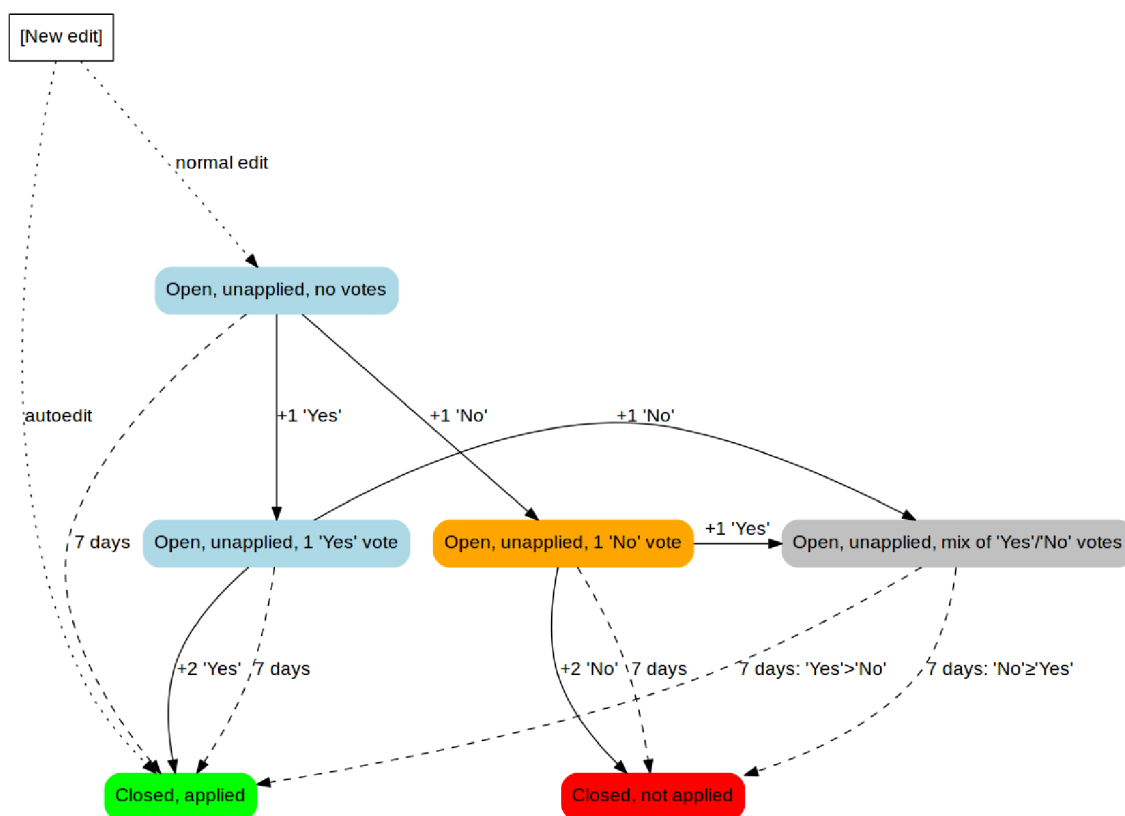 [New edit]
normal edit
Open, unapplied, no votes
autoedit
+1 'Yes'
+1 'No'
+1 'No'
7 days
Open, unapplied, 1 'Yes' vote
Open, unapplied, 1 'No' vote
+1 'Yes'
Open, unapplied, mix of 'Yes'/'No' votes
+2 'Yes'
7 days
+2 'No'
7 days
7 days: 'Yes'>'No'
7 days: 'No'≥'Yes'
Closed, applied
Closed, not applied